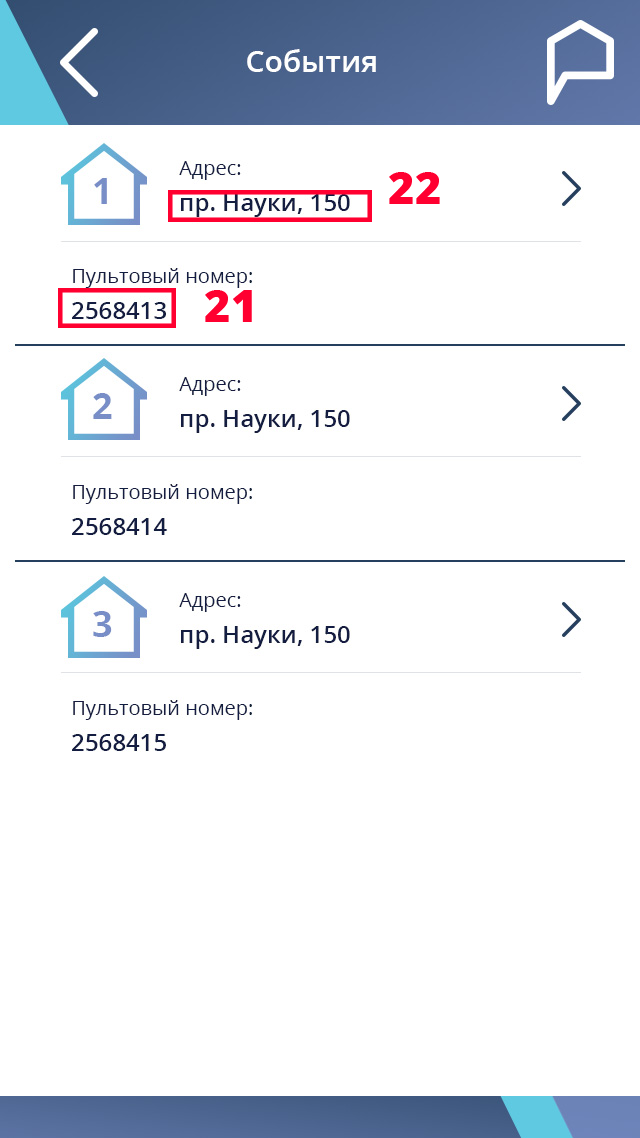 События
1
Адрес:
пр. Науки, 150
22
Пультовый номер:
2568413
21
2
Адрес:
пр. Науки, 150
Пультовый номер:
2568414
3
Адрес:
пр. Науки, 150
Пультовый номер:
2568415